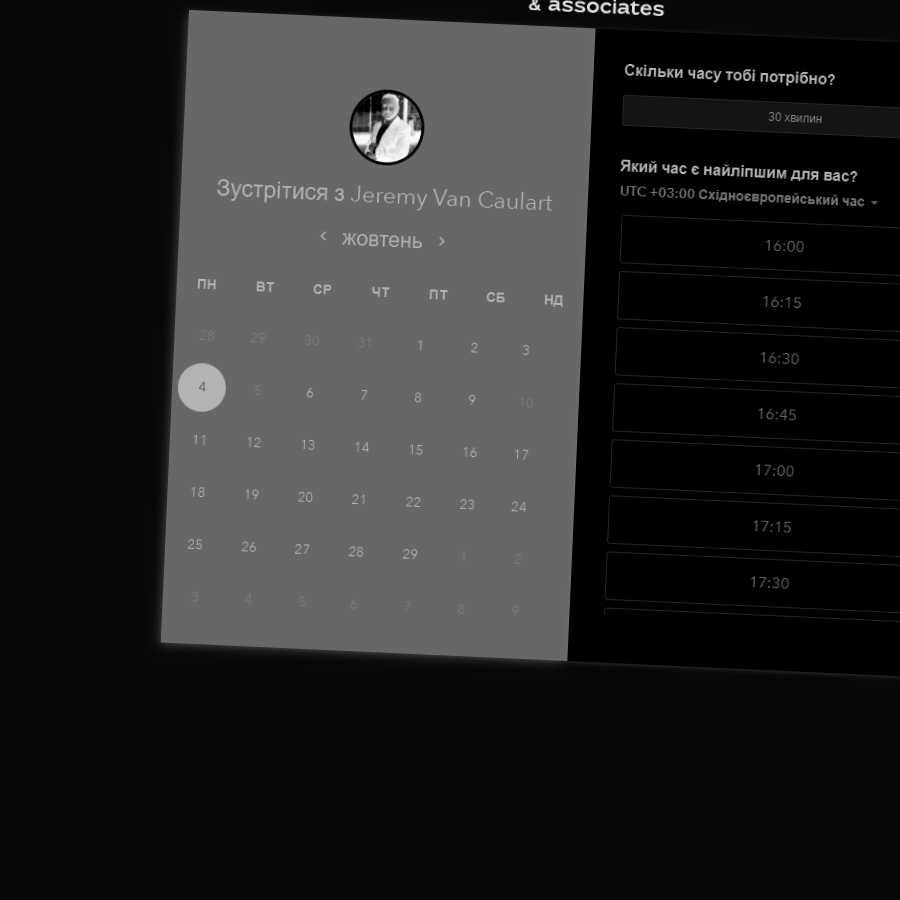 & associates
Зустрітися з Jeremy Van Caulart
‹ жовтень ›
ПН ВТ СР ЧТ ПТ СБ НД
28 29 30 31 1 2 3
4 5 6 7 8 9 10
11 12 13 14 15 16 17
18 19 20 21 22 23 24
25 26 27 28 29 1 2
3 4 5 6 7 8 9
Скільки часу тобі потрібно?
30 хвилин
Який час є найліпшим для вас?
UTC +03:00 Східноєвропейський час
16:00
16:15
16:30
16:45
17:00
17:15
17:30